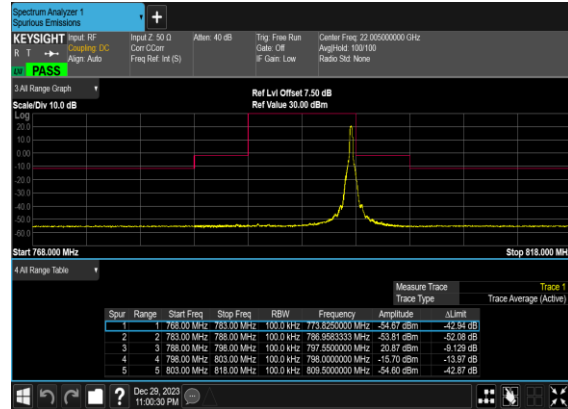 Spectrum Analyzer 1
Spurious Emissions
KEYSIGHT Input: RF Input Z: 50 Ω Atten: 40 dB Trig: Free Run Center Freq: 22.005000000 GHz
R T Coupling: DC Corr CCorr Gate: Off Avg|Hold: 100/100
Align: Auto Freq Ref: Int (S) IF Gain: Low Radio Std: None
PASS
3 All Range Graph
Ref Lvl Offset 7.50 dB
Scale/Div 10.0 dB Ref Value 30.00 dBm
Log
20.0
10.0
0.00
-10.0
-20.0
-30.0
-40.0
-50.0
-60.0
Start 768.000 MHz Stop 818.000 MHz
4 All Range Table
Measure Trace Trace 1
Trace Type Trace Average (Active)
Spur Range Start Freq Stop Freq RBW Frequency Amplitude ΔLimit
1 1 768.00 MHz 783.00 MHz 100.0 kHz 773.8250000 MHz -54.67 dBm -42.94 dB
2 2 783.00 MHz 788.00 MHz 100.0 kHz 786.9583333 MHz -53.81 dBm -52.08 dB
3 3 788.00 MHz 798.00 MHz 100.0 kHz 797.5500000 MHz 20.87 dBm -9.129 dB
4 4 798.00 MHz 803.00 MHz 100.0 kHz 798.0000000 MHz -15.70 dBm -13.97 dB
5 5 803.00 MHz 818.00 MHz 100.0 kHz 809.5000000 MHz -54.60 dBm -42.87 dB
? Dec 29, 2023
11:00:30 PM